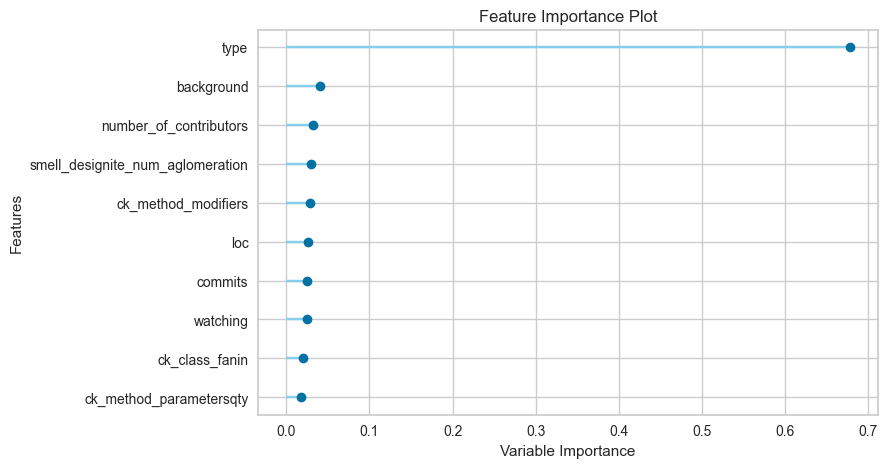 Feature Importance Plot
type
background
number_of_contributors
smell_designite_num_aglomeration
ck_method_modifiers
loc
commits
watching
ck_class_fanin
ck_method_parametersqty
Features
0.0 0.1 0.2 0.3 0.4 0.5 0.6 0.7
Variable Importance